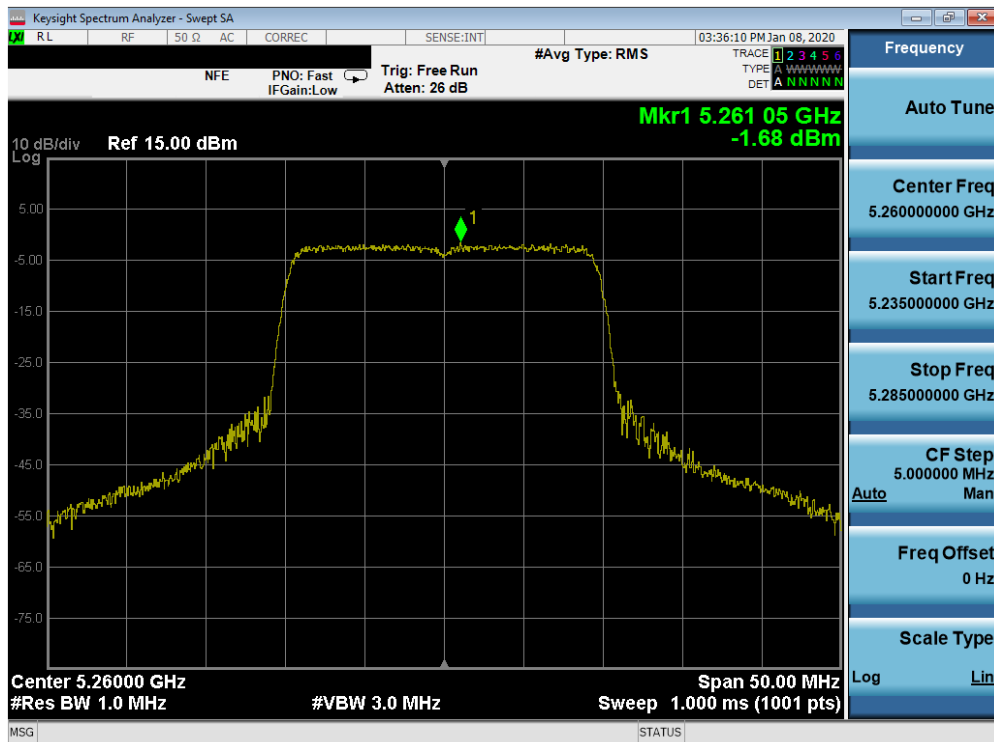 Keysight Spectrum Analyzer - Swept SA
LXI RL RF 50 Ω AC CORREC SENSE:INT 03:36:10 PM Jan 08, 2020
#Avg Type: RMS TRACE 1 2 3 4 5 6
NFE PNO: Fast Trig: Free Run TYPE A WWWWW
IFGain:Low Atten: 26 dB DET A N N N N N
Mkr1 5.261 05 GHz
-1.68 dBm
10 dB/div Ref 15.00 dBm
Log
1
5.00
-5.00
-15.0
-25.0
-35.0
-45.0
-55.0
-65.0
-75.0
Center 5.26000 GHz Span 50.00 MHz
#Res BW 1.0 MHz #VBW 3.0 MHz Sweep 1.000 ms (1001 pts)
MSG STATUS
Frequency
Auto Tune
Center Freq
5.260000000 GHz
Start Freq
5.235000000 GHz
Stop Freq
5.285000000 GHz
CF Step
5.000000 MHz
Auto Man
Freq Offset
0 Hz
Scale Type
Log Lin